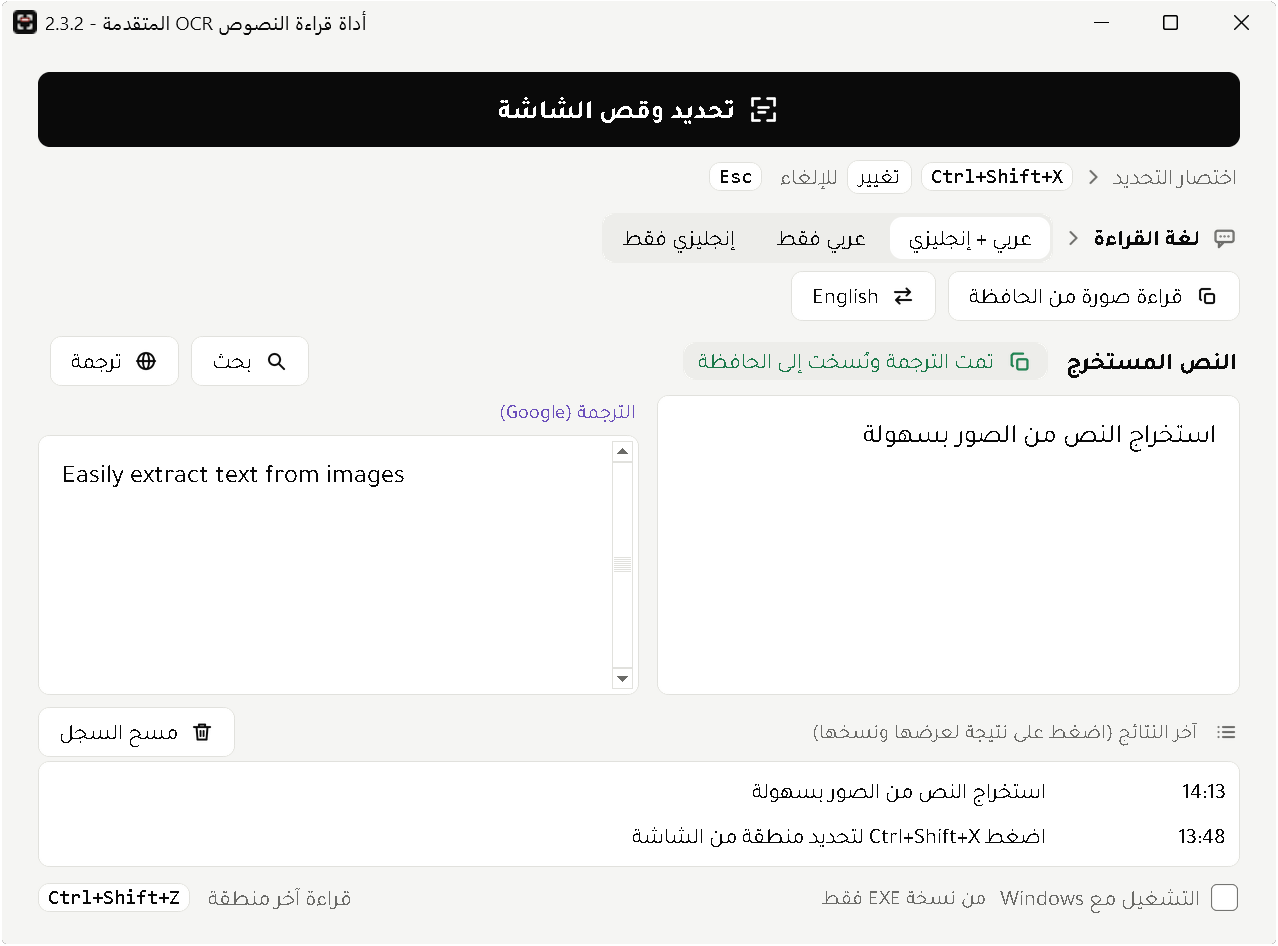 أداة قراءة النصوص OCR المتقدمة - 2.3.2
تحديد وقص الشاشة
اختصار التحديد Ctrl+Shift+X تغيير للإلغاء Esc
لغة القراءة عربي + إنجليزي عربي فقط إنجليزي فقط
قراءة صورة من الحافظة English
النص المستخرج تمت الترجمة ونُسخت إلى الحافظة بحث ترجمة
الترجمة (Google)
استخراج النص من الصور بسهولة
Easily extract text from images
آخر النتائج (اضغط على نتيجة لعرضها ونسخها) مسح السجل
14:13 استخراج النص من الصور بسهولة
13:48 اضغط Ctrl+Shift+X لتحديد منطقة من الشاشة
التشغيل مع Windows من نسخة EXE فقط قراءة آخر منطقة Ctrl+Shift+Z